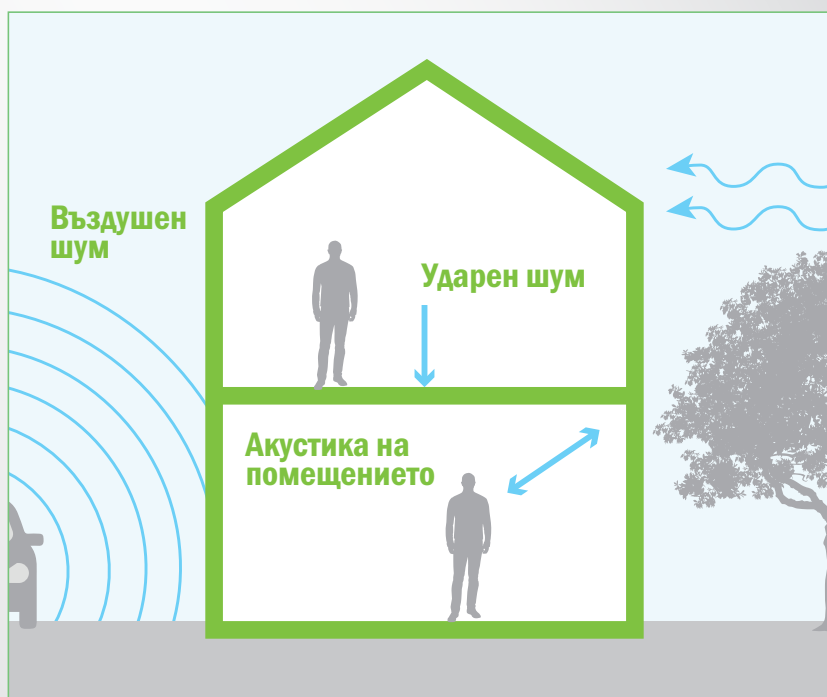 Въздушен
шум
Ударен шум
Акустика на
помещението